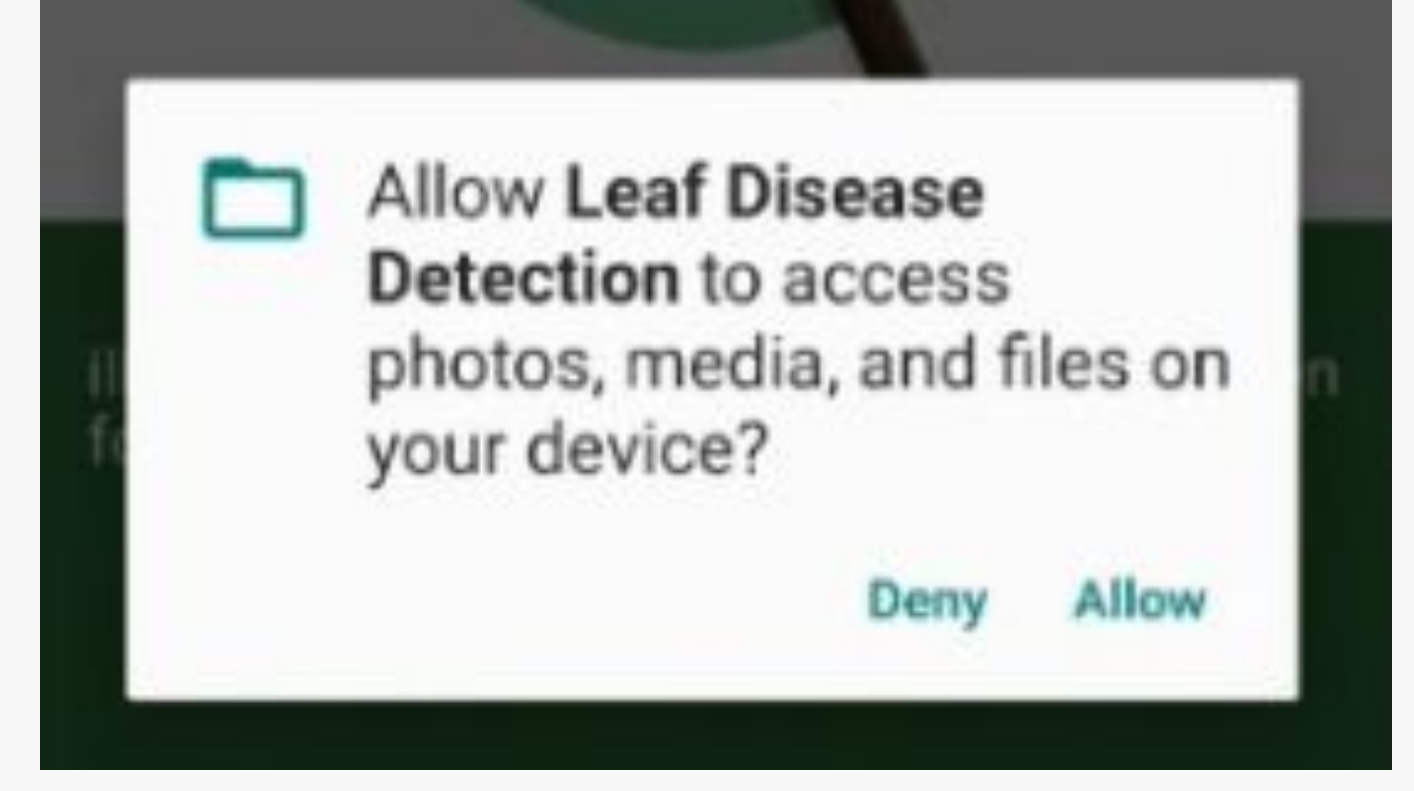 Allow Leaf Disease
Detection to access
photos, media, and files on
your device?
Deny Allow